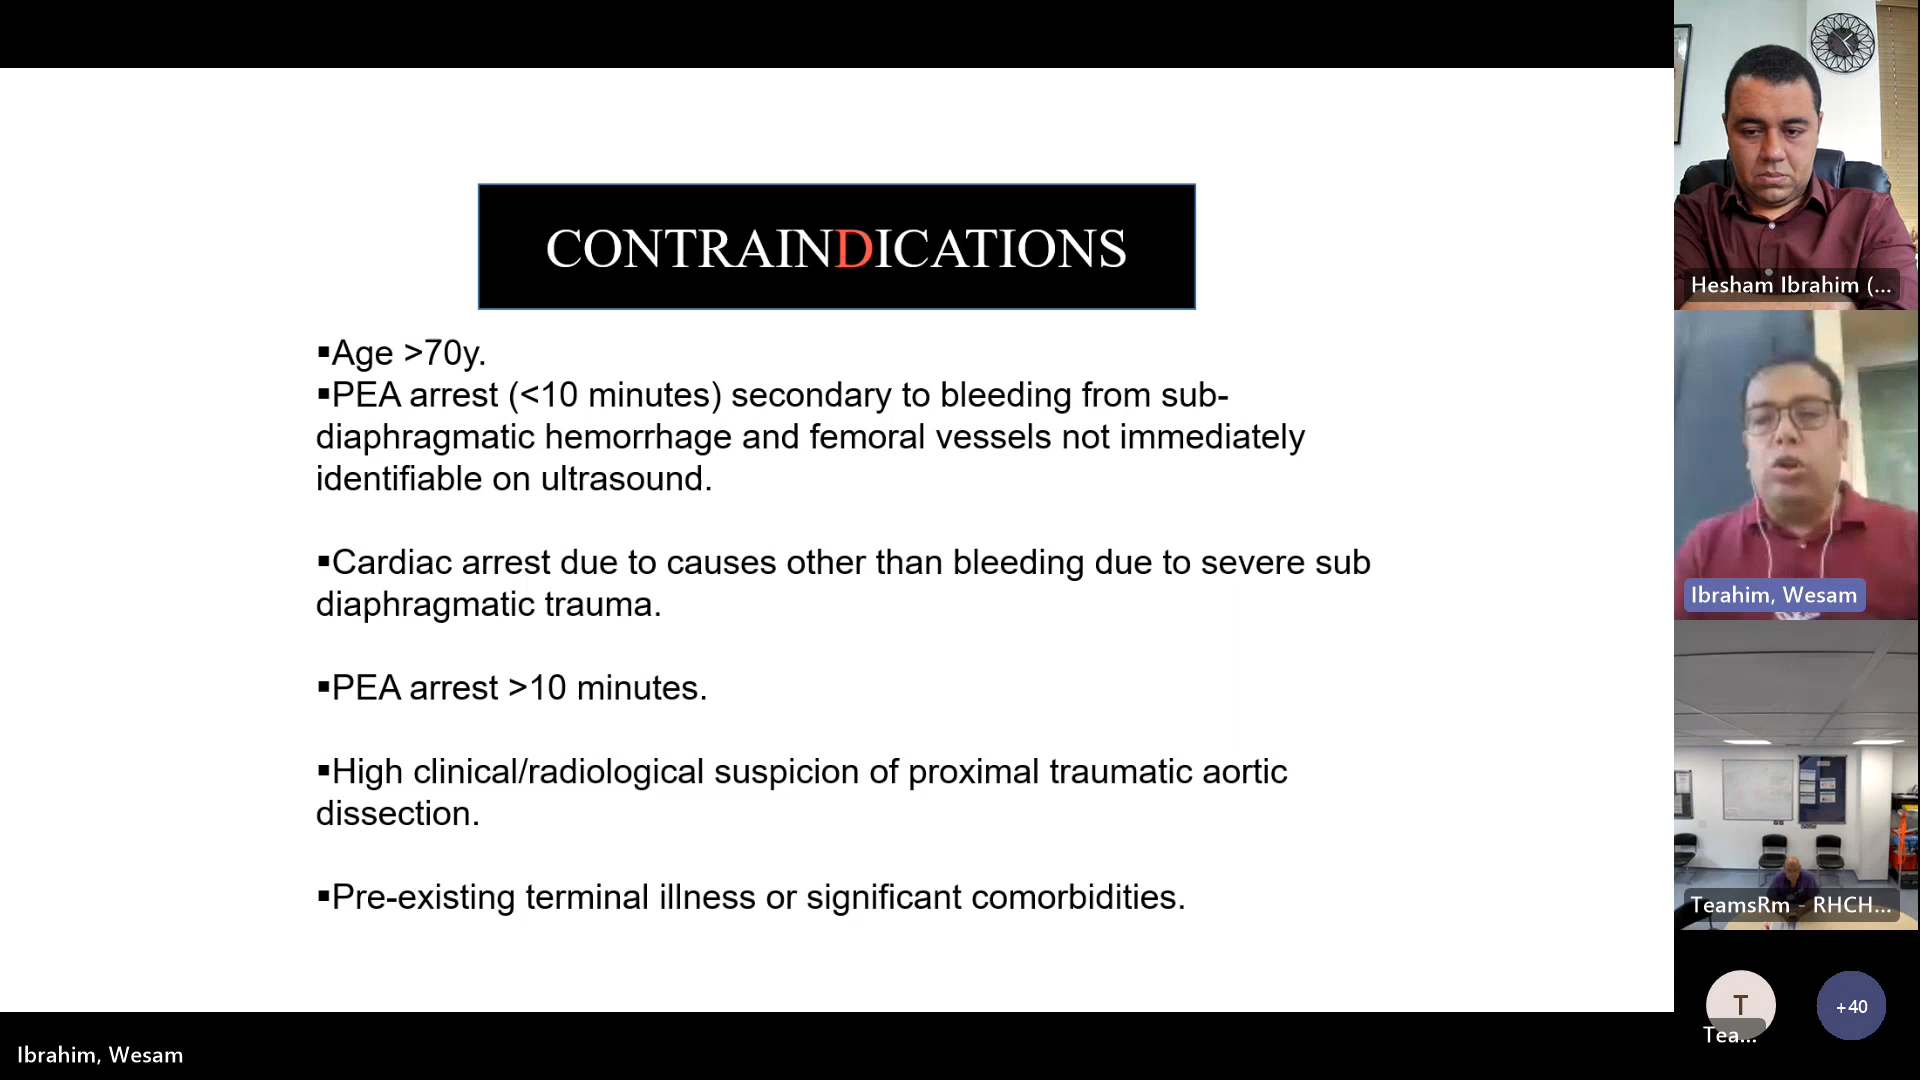 CONTRAINDICATIONS
▪Age >70y.
▪PEA arrest (<10 minutes) secondary to bleeding from sub-
diaphragmatic hemorrhage and femoral vessels not immediately
identifiable on ultrasound.
▪Cardiac arrest due to causes other than bleeding due to severe sub
diaphragmatic trauma.
▪PEA arrest >10 minutes.
▪High clinical/radiological suspicion of proximal traumatic aortic
dissection.
▪Pre-existing terminal illness or significant comorbidities.
Hesham Ibrahim (...
Ibrahim, Wesam
TeamsRm - RHCH...
T
Tea...
+40
Ibrahim, Wesam